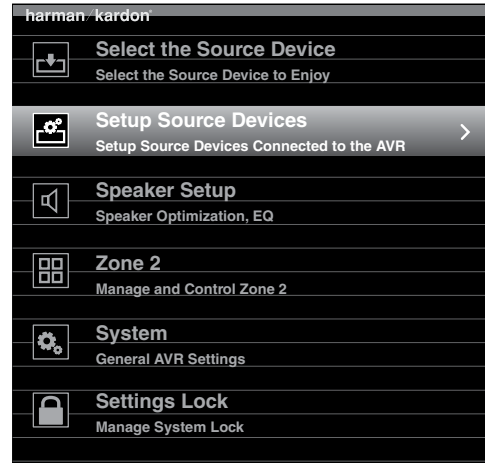 harman/kardon®
Select the Source Device
Select the Source Device to Enjoy
Setup Source Devices
Setup Source Devices Connected to the AVR
Speaker Setup
Speaker Optimization, EQ
Zone 2
Manage and Control Zone 2
System
General AVR Settings
Settings Lock
Manage System Lock